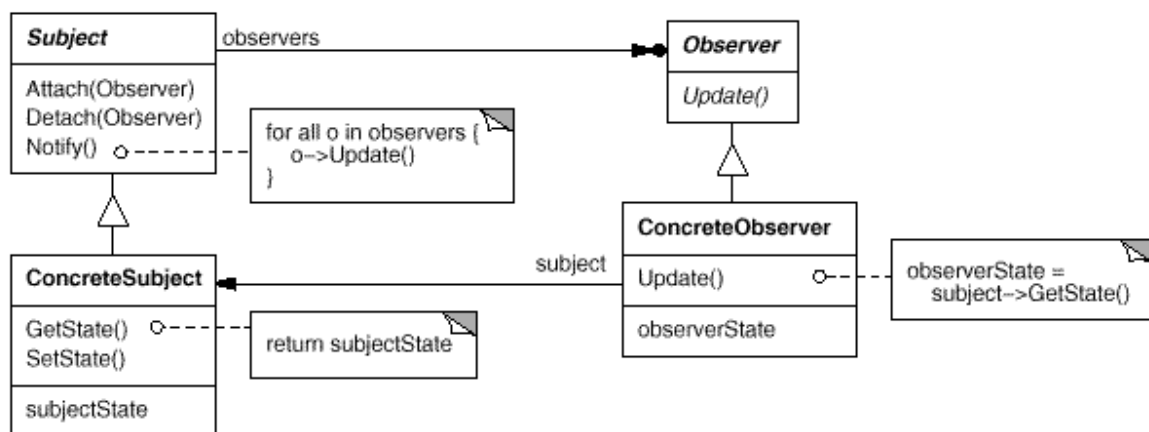 Subject
Attach(Observer)
Detach(Observer)
Notify()
observers
for all o in observers {
o->Update()
}
Observer
Update()
ConcreteSubject
GetState()
SetState()
subjectState
return subjectState
subject
ConcreteObserver
Update()
observerState
observerState =
subject->GetState()